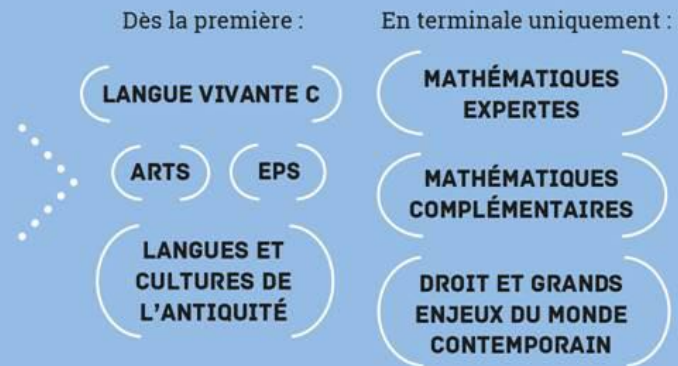 Dès la première :
LANGUE VIVANTE C
ARTS
EPS
LANGUES ET
CULTURES DE
L'ANTIQUITÉ
En terminale uniquement :
MATHÉMATIQUES
EXPERTES
MATHÉMATIQUES
COMPLÉMENTAIRES
DROIT ET GRANDS
ENJEUX DU MONDE
CONTEMPORAIN